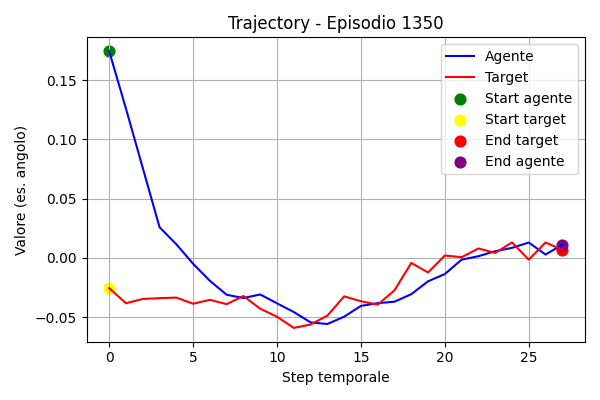 Trajectory - Episodio 1350
Agente
Target
Start agente
Start target
End target
End agente
Valore (es. angolo)
0.15
0.10
0.05
0.00
−0.05
0
5
10
15
20
25
Step temporale